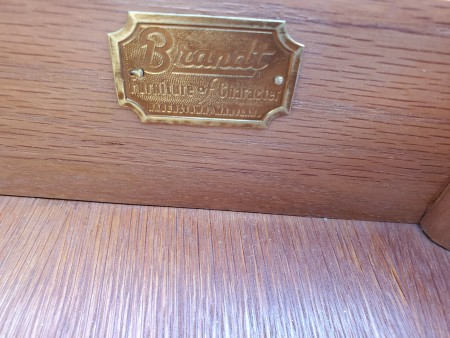 Brandt
Furniture of Character